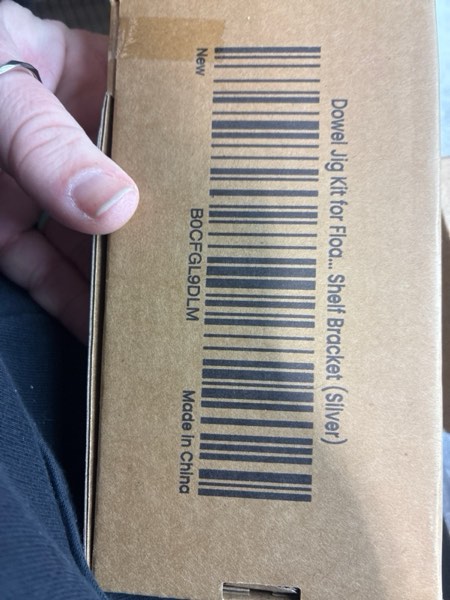 Dowel Jig Kit for Floa... Shelf Bracket (Silver)
B0CFGL9DLM
New
Made in China